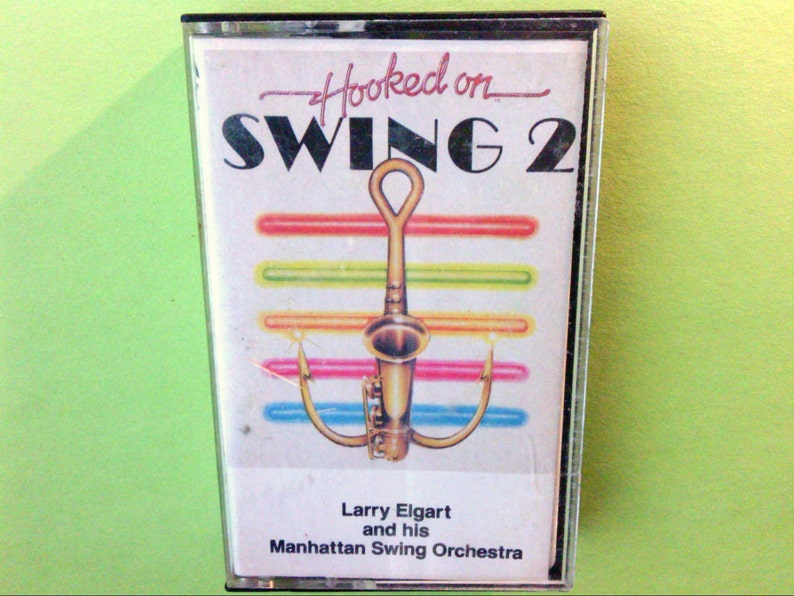 Hooked on
SWING 2
Larry Elgart
and his
Manhattan Swing Orchestra